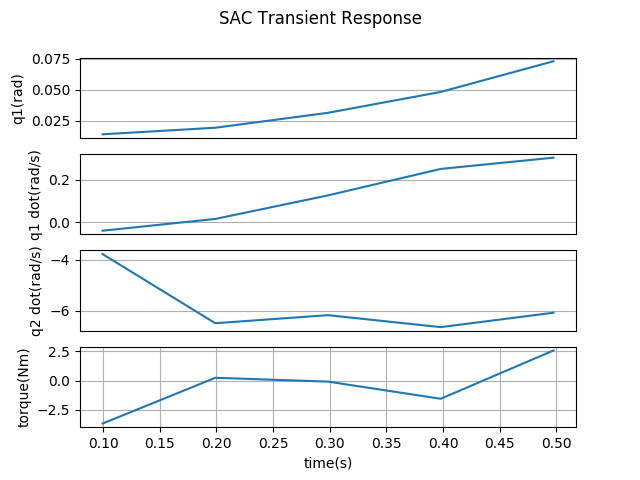 SAC Transient Response
q1(rad)
0.075
0.050
0.025
q1 dot(rad/s)
0.2
0.0
q2 dot(rad/s)
−4
−6
torque(Nm)
2.5
0.0
−2.5
0.10 0.15 0.20 0.25 0.30 0.35 0.40 0.45 0.50
time(s)